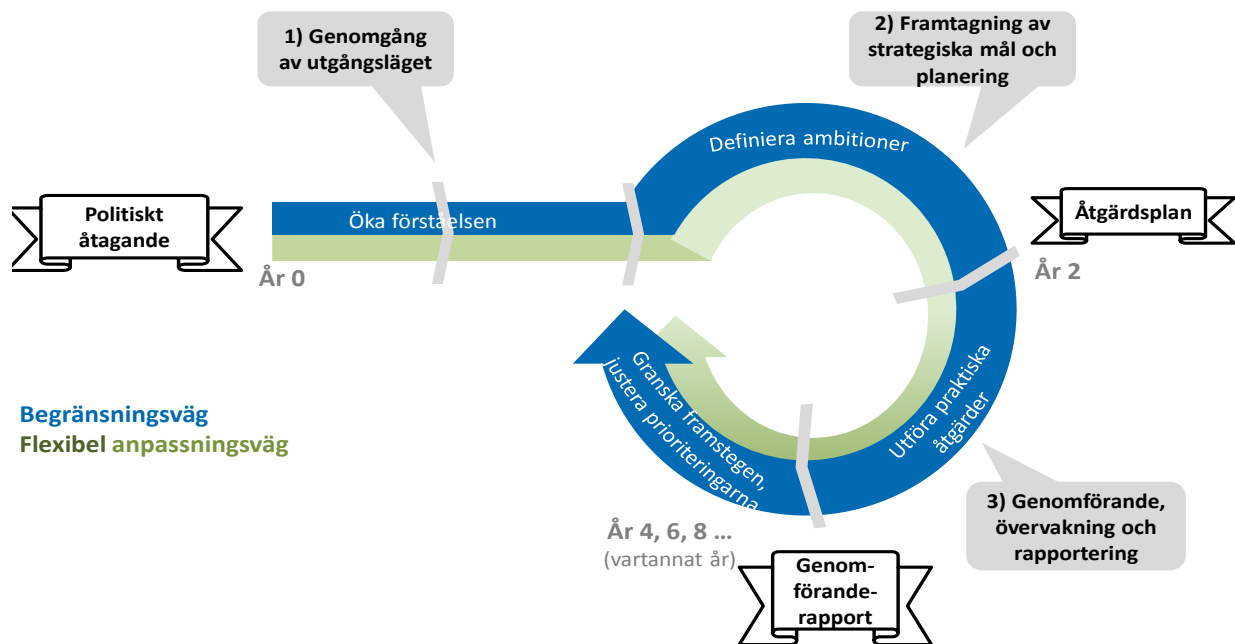 1) Genomgång
av utgångsläget
2) Framtagning av
strategiska mål och
planering
Definiera ambitioner
Politiskt
åtagande
Öka förståelsen
Åtgärdsplan
År 0
År 2
Utföra praktiska
åtgärder
Granska framstegen,
justera prioriteringarna
Begränsningsväg
Flexibel anpassningsväg
3) Genomförande,
övervakning och
rapportering
År 4, 6, 8 ...
(vartannat år)
Genom-
förande-
rapport